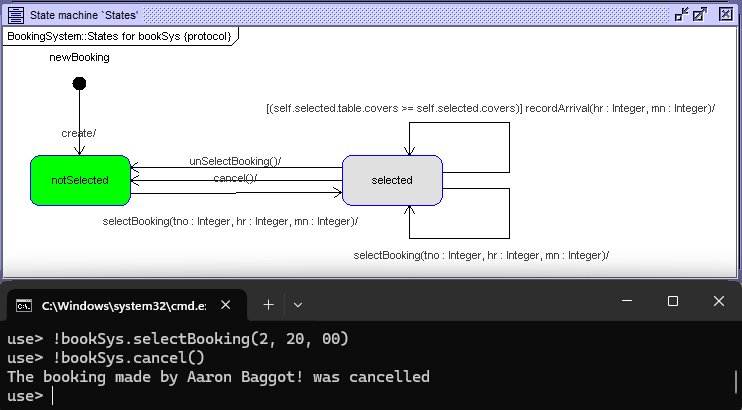 State machine `States'
BookingSystem::States for bookSys {protocol}
newBooking
[(self.selected.table.covers >= self.selected.covers)] recordArrival(hr : Integer, mn : Integer)/
create/
unSelectBooking()/
notSelected
cancel()/
selected
selectBooking(tno : Integer, hr : Integer, mn : Integer)/
selectBooking(tno : Integer, hr : Integer, mn : Integer)/
C:\Windows\system32\cmd.e:
use> !bookSys.selectBooking(2, 20, 00)
use> !bookSys.cancel()
The booking made by Aaron Baggot! was cancelled
use>